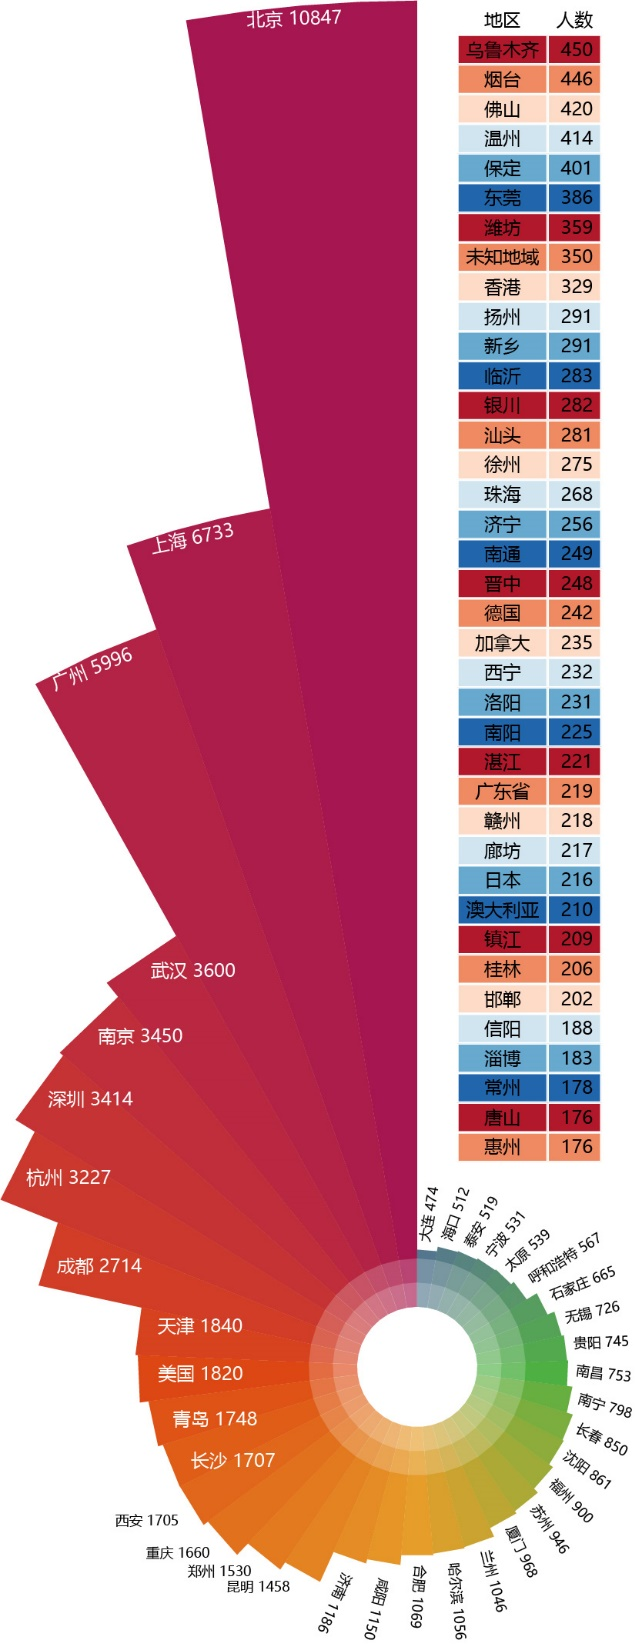 北京 10847
上海 6733
广州 5996
武汉 3600
南京 3450
深圳 3414
杭州 3227
成都 2714
天津 1840
美国 1820
青岛 1748
长沙 1707
西安 1705
重庆 1660
郑州 1530
昆明 1458
济南 1186
咸阳 1150
合肥 1069
哈尔滨 1056
兰州 1046
厦门 968
苏州 946
福州 900
沈阳 861
长春 850
南宁 798
南昌 753
贵阳 745
无锡 726
石家庄 665
呼和浩特 567
太原 539
宁波 531
泰安 519
海口 512
大连 474
地区 人数
乌鲁木齐 450
烟台 446
佛山 420
温州 414
保定 401
东莞 386
潍坊 359
未知地域 350
香港 329
扬州 291
新乡 291
临沂 283
银川 282
汕头 281
徐州 275
珠海 268
济宁 256
南通 249
晋中 248
德国 242
加拿大 235
西宁 232
洛阳 231
南阳 225
湛江 221
广东省 219
赣州 218
廊坊 217
日本 216
澳大利亚 210
镇江 209
桂林 206
邯郸 202
信阳 188
淄博 183
常州 178
唐山 176
惠州 176